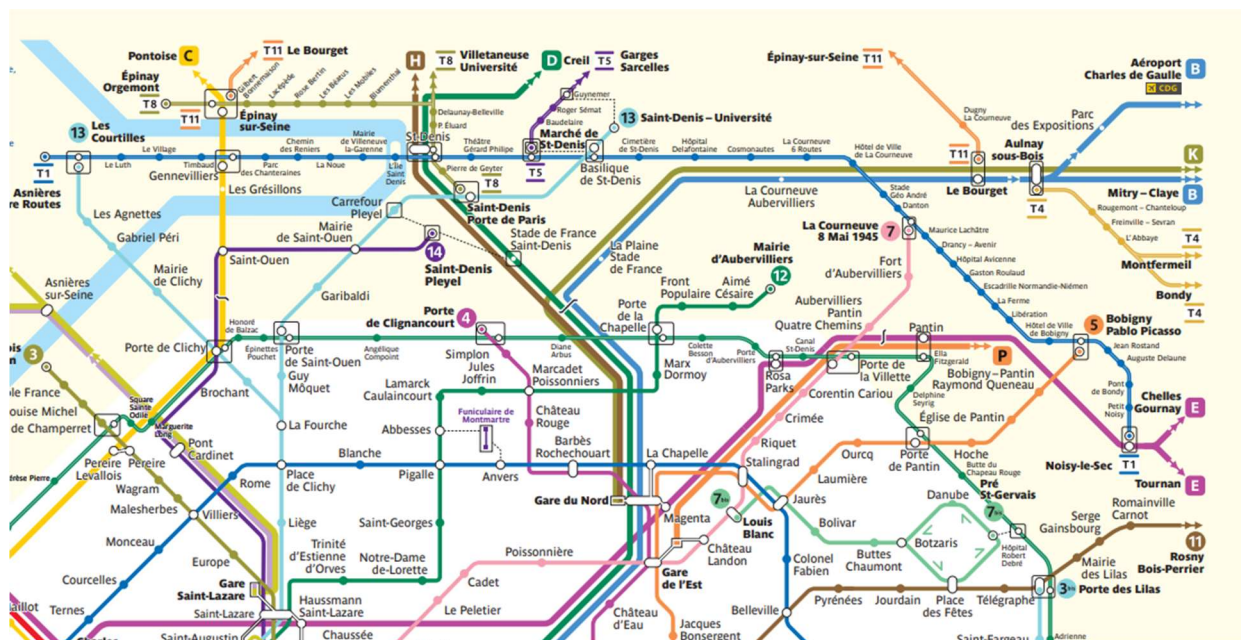 Pontoise C
T11 Le Bourget
H
T8 Villetaneuse
Université
D Creil
T5 Garges
Sarcelles
Épinay-sur-Seine T11
Aéroport
Charles de Gaulle
B
CDG
Épinay
Orgemont
T8
T11
Épinay
sur-Seine
Gilbert
Bonnemaison
Lacépède
Rose Bertin
Les Béatus
Les Mobiles
Blumenthal
Delaunay-Belleville
P. Éluard
St-Denis
Guynemer
Roger Sémat
Baudelaire
Marché de
St-Denis
T5
13 Saint-Denis – Université
Dugny
La Courneuve
T11
Le Bourget
Parc
des Expositions
Aulnay
sous-Bois
T4
K
Mitry – Claye B
13 Les
Courtilles
T1
Asnières
re Routes
Le Luth
Le Village
Timbaud
Gennevilliers
Parc
des Chanteraines
Chemin
des Reniers
La Noue
Mairie
de Villeneuve
la-Garenne
L'Île
Saint
Denis
Théâtre
Gérard Philipe
Pierre de Geyter
T8
Saint-Denis
Porte de Paris
Basilique
de St-Denis
Cimetière
de St-Denis
Hôpital
Delafontaine
Cosmonautes
La Courneuve
6 Routes
Hôtel de Ville
de La Courneuve
La Courneuve
Aubervilliers
Stade
Géo André
Danton
La Courneuve
8 Mai 1945
7
Maurice Lachâtre
Drancy – Avenir
Hôpital Avicenne
Gaston Roulaud
Escadrille Normandie-Niémen
La Ferme
Libération
Hôtel de Ville
de Bobigny
Rougemont – Chanteloup
Freinville – Sevran
L'Abbaye
T4
Montfermeil
Bondy
T4
Les Grésillons
Les Agnettes
Gabriel Péri
Mairie
de Clichy
Carrefour
Pleyel
Mairie
de Saint-Ouen
Saint-Ouen
14
Saint-Denis
Pleyel
Stade de France
Saint-Denis
La Plaine
Stade
de France
Mairie
d'Aubervilliers
12
Front
Populaire
Aimé
Césaire
Fort
d'Aubervilliers
Aubervilliers
Pantin
Quatre Chemins
Pantin
5 Bobigny
Pablo Picasso
Jean Rostand
Auguste Delaune
Pont
de Bondy
Petit
Noisy
Asnières
sur-Seine
Garibaldi
Honoré
de Balzac
Porte de Clichy
Epinettes
Pouchet
Porte
de Saint-Ouen
Angélique
Compoint
Porte
de Clignancourt
4
Simplon
Jules
Joffrin
Diane
Arbus
Porte
de la
Chapelle
Colette
Besson
Porte
d'Aubervilliers
Canal
St-Denis
Rosa
Parks
Porte de
la Villette
Ella
Fitzgerald
P
Bobigny – Pantin
Raymond Queneau
Delphine
Seyrig
Église de Pantin
Chelles
Gournay
E
Noisy-le-Sec
T1
Tournan E
3
Brochant
Guy
Môquet
La Fourche
Place
de Clichy
Liège
Lamarck
Caulaincourt
Marcadet
Poissonniers
Marx
Dormoy
Château
Rouge
Funiculaire de
Montmartre
Abbesses
Anvers
Barbès
Rochechouart
La Chapelle
Corentin Cariou
Crimée
Riquet
Stalingrad
Ourcq
Laumière
Porte
de Pantin
Hoche
Butte du
Chapeau Rouge
Square
Sainte
Odile
Marguerite
Long
Pont
Cardinet
ouise Michel
de Champerret
Pereire
Levallois
Péreire
Wagram
Malesherbes
Villiers
Rome
Blanche
Pigalle
Saint-Georges
Gare du Nord
Magenta
7bis
Louis
Blanc
Jaurès
Bolivar
Buttes
Chaumont
Danube
Botzaris
Pré
St-Gervais
7bis
Hôpital
Robert
Debré
Serge
Gainsbourg
Romainville
Carnot
Mairie
des Lilas
11
Rosny
Bois-Perrier
Monceau
Courcelles
Ternes
Europe
Trinité
d'Estienne
d'Orves
Notre-Dame
de-Lorette
Poissonnière
Cadet
Le Peletier
Château
Landon
Gare
de l'Est
Château
d'Eau
Jacques
Bonsergent
Colonel
Fabien
Belleville
Pyrénées
Jourdain
Place
des Fêtes
Télégraphe
3bis Porte des Lilas
Gare
Saint-Lazare
Saint-Lazare
Haussmann
Saint-Lazare
Saint-Augustin
Chaussée
Saint-Fargeau
Adrienne